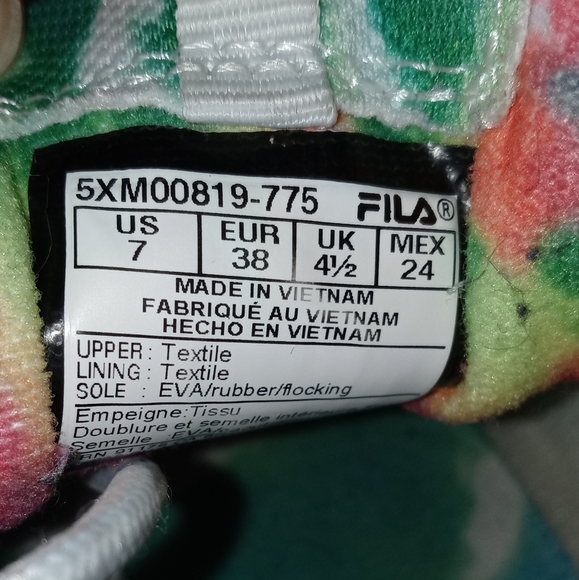 5XM00819-775 FILA®
US EUR UK MEX
7 38 4½ 24
MADE IN VIETNAM
FABRIQUÉ AU VIETNAM
HECHO EN VIETNAM
UPPER : Textile
LINING : Textile
SOLE : EVA/rubber/flocking
Empeigne:Tissu
Doublure et semelle
Semelle :